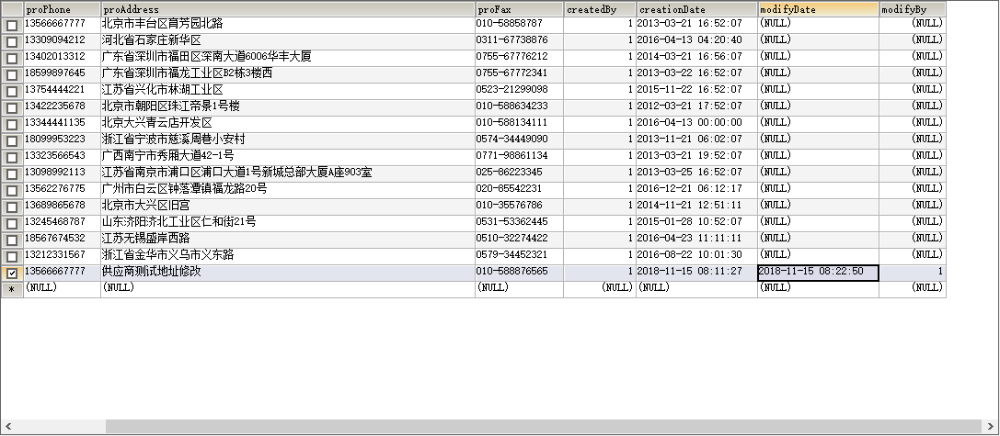 proPhone proAddress proFax createdBy creationDate modifyDate modifyBy
13566667777 北京市丰台区育芳园北路 010-58858787 1 2013-03-21 16:52:07 (NULL) (NULL)
13309094212 河北省石家庄新华区 0311-67738876 1 2016-04-13 04:20:40 (NULL) (NULL)
13402013312 广东省深圳市福田区深南大道6006华丰大厦 0755-67776212 1 2014-03-21 16:56:07 (NULL) (NULL)
18599897645 广东省深圳市福龙工业区B2栋3楼西 0755-67772341 1 2013-03-22 16:52:07 (NULL) (NULL)
13754444221 江苏省兴化市林湖工业区 0523-21299098 1 2015-11-22 16:52:07 (NULL) (NULL)
13422235678 北京市朝阳区珠江帝景1号楼 010-588634233 1 2012-03-21 17:52:07 (NULL) (NULL)
13344441135 北京大兴青云店开发区 010-588134111 1 2016-04-13 00:00:00 (NULL) (NULL)
18099953223 浙江省宁波市慈溪周巷小安村 0574-34449090 1 2013-11-21 06:02:07 (NULL) (NULL)
13323566543 广西南宁市秀厢大道42-1号 0771-98861134 1 2013-03-21 19:52:07 (NULL) (NULL)
13098992113 江苏省南京市浦口区浦口大道1号新城总部大厦A座903室 025-86223345 1 2013-03-25 16:52:07 (NULL) (NULL)
13562276775 广州市白云区钟落潭镇福龙路20号 020-85542231 1 2016-12-21 06:12:17 (NULL) (NULL)
13689865678 北京市大兴区旧宫 010-35576786 1 2014-11-21 12:51:11 (NULL) (NULL)
13245468787 山东济阳济北工业区仁和街21号 0531-53362445 1 2015-01-28 10:52:07 (NULL) (NULL)
18567674532 江苏无锡盛岸西路 0510-32274422 1 2016-04-23 11:11:11 (NULL) (NULL)
13212331567 浙江省金华市义乌市义东路 0579-34452321 1 2016-08-22 10:01:30 (NULL) (NULL)
13566667777 供应商测试地址修改 010-588876565 1 2018-11-15 08:11:27 2018-11-15 08:22:50 1
* (NULL) (NULL) (NULL) (NULL) (NULL) (NULL) (NULL)